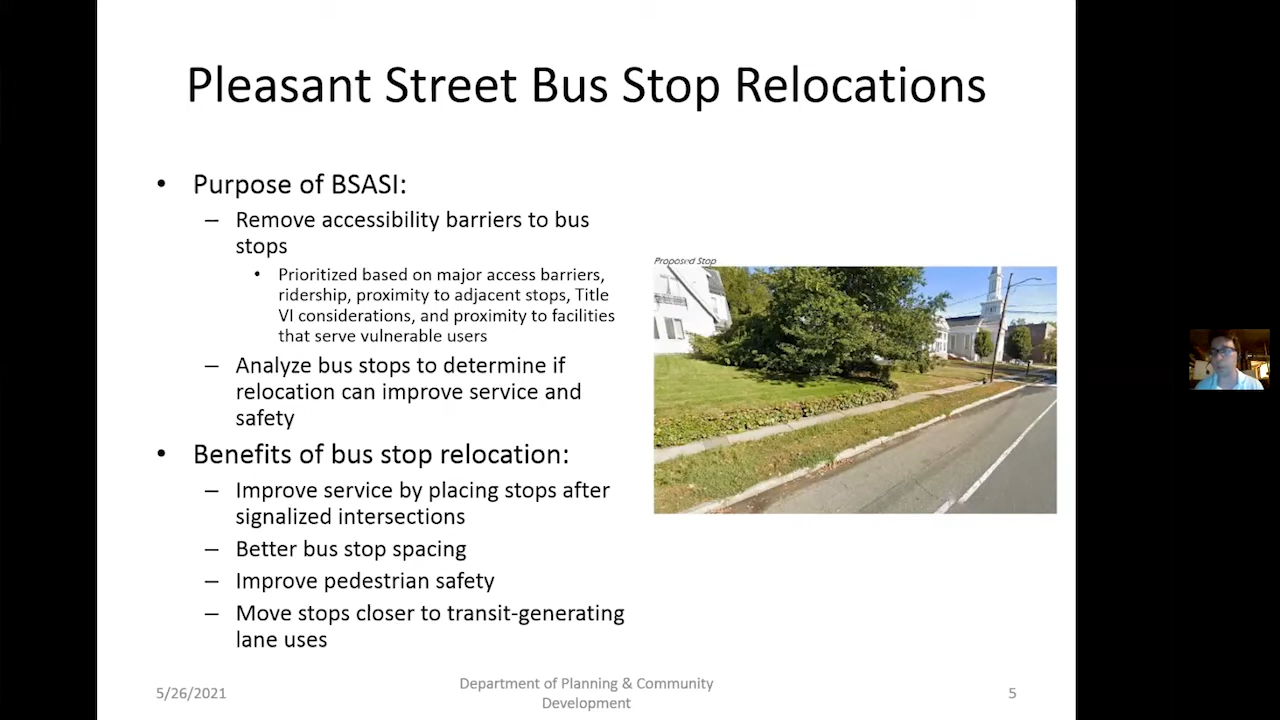 Pleasant Street Bus Stop Relocations
• Purpose of BSASI:
– Remove accessibility barriers to bus
stops
• Prioritized based on major access barriers,
ridership, proximity to adjacent stops, Title
VI considerations, and proximity to facilities
that serve vulnerable users
– Analyze bus stops to determine if
relocation can improve service and
safety
• Benefits of bus stop relocation:
– Improve service by placing stops after
signalized intersections
– Better bus stop spacing
– Improve pedestrian safety
– Move stops closer to transit-generating
lane uses
Proposed Stop
5/26/2021
Department of Planning & Community
Development
5